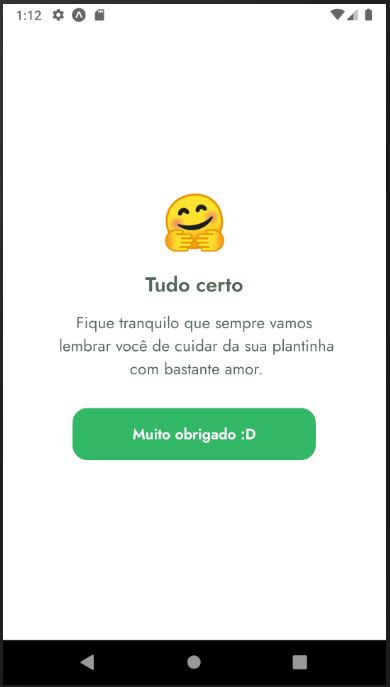 1:12
Tudo certo
Fique tranquilo que sempre vamos
lembrar você de cuidar da sua plantinha
com bastante amor.
Muito obrigado :D